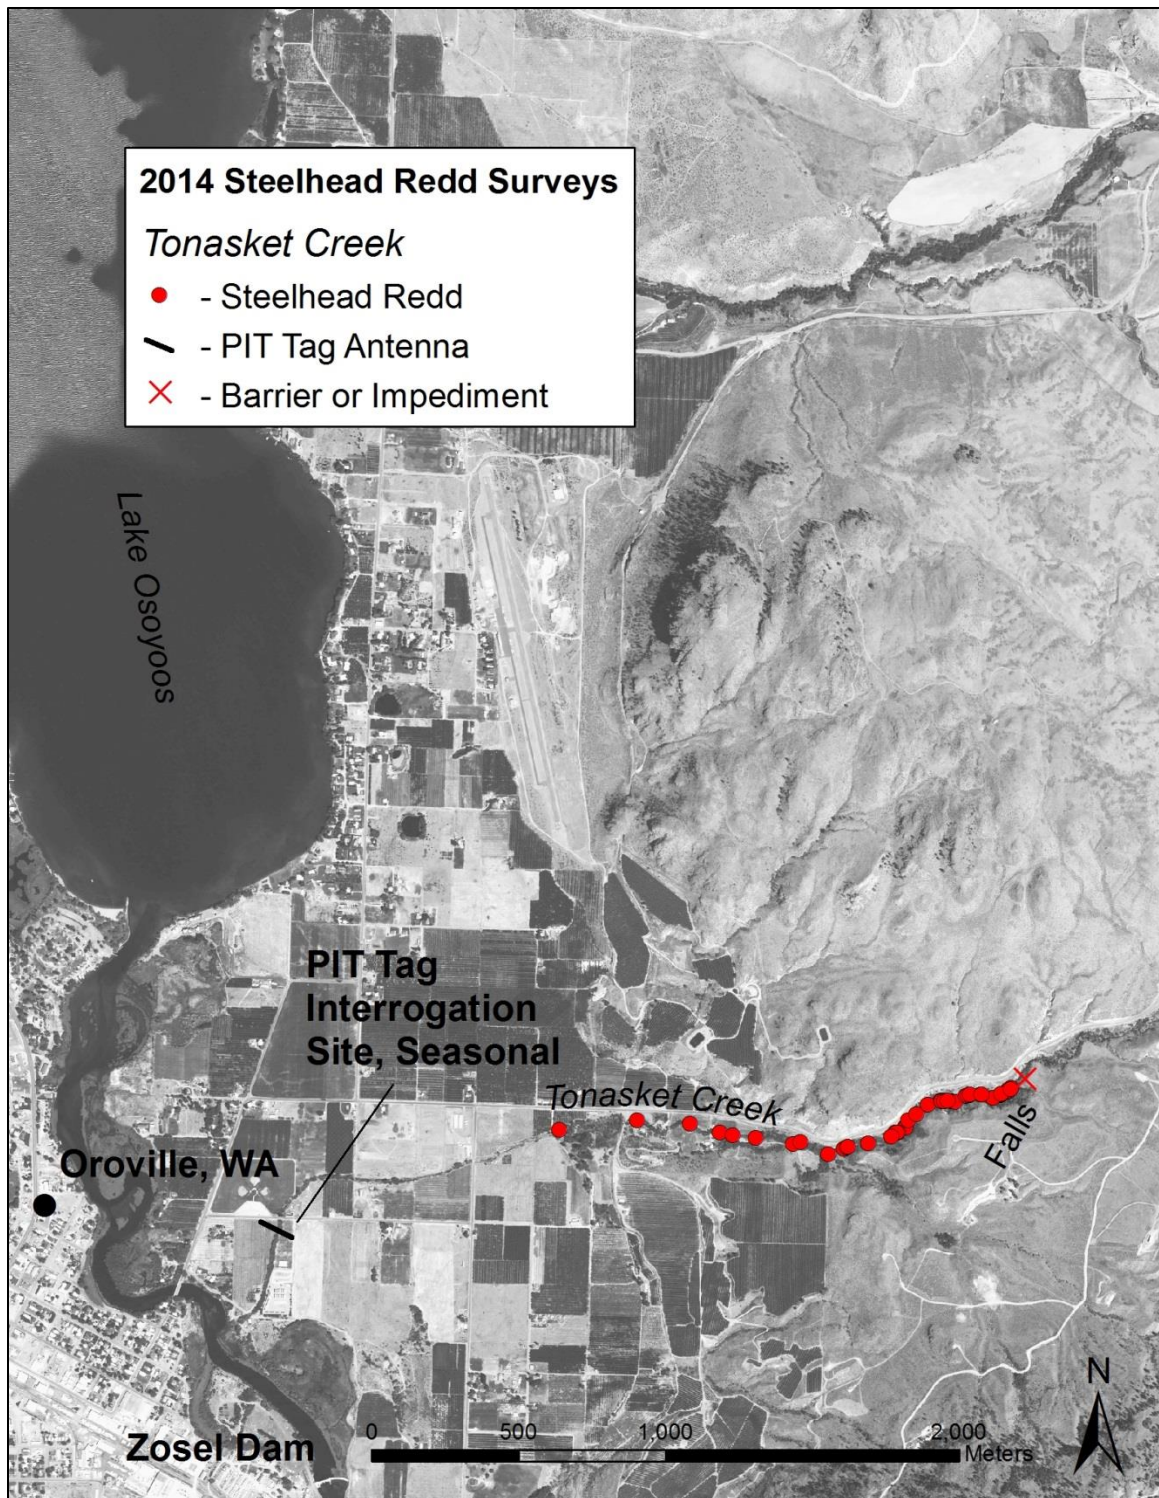 2014 Steelhead Redd Surveys
Tonasket Creek
- Steelhead Redd
- PIT Tag Antenna
- Barrier or Impediment
Lake Osoyoos
PIT Tag
Interrogation
Site, Seasonal
Tonasket Creek
Falls
Oroville, WA
N
Zosel Dam
0 500 1,000 2,000
Meters